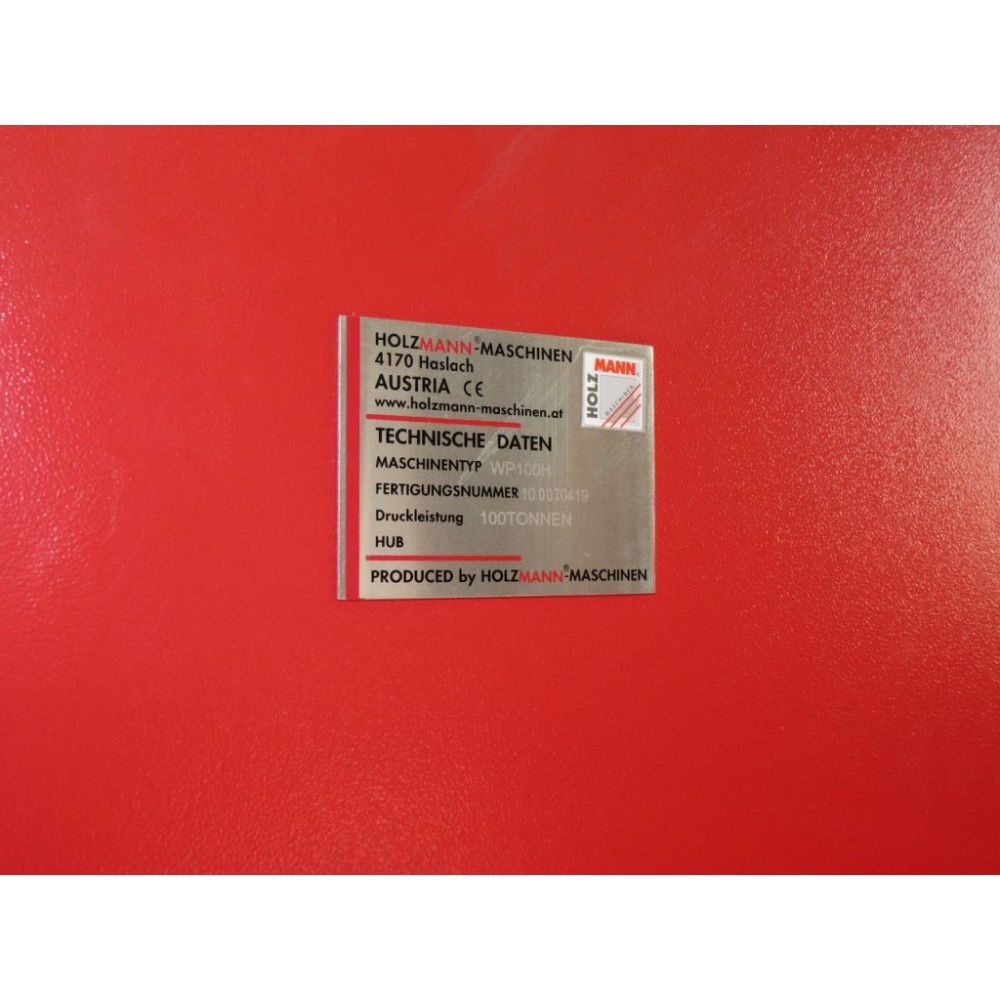 HOLZMANN®-MASCHINEN
4170 Haslach
AUSTRIA CE
www.holzmann-maschinen.at
HOLZ MANN®
MASCHINEN
TECHNISCHE DATEN
MASCHINENTYP WP100H
FERTIGUNGSNUMMER 10.0070419
Druckleistung 100TONNEN
HUB
PRODUCED by HOLZMANN®-MASCHINEN